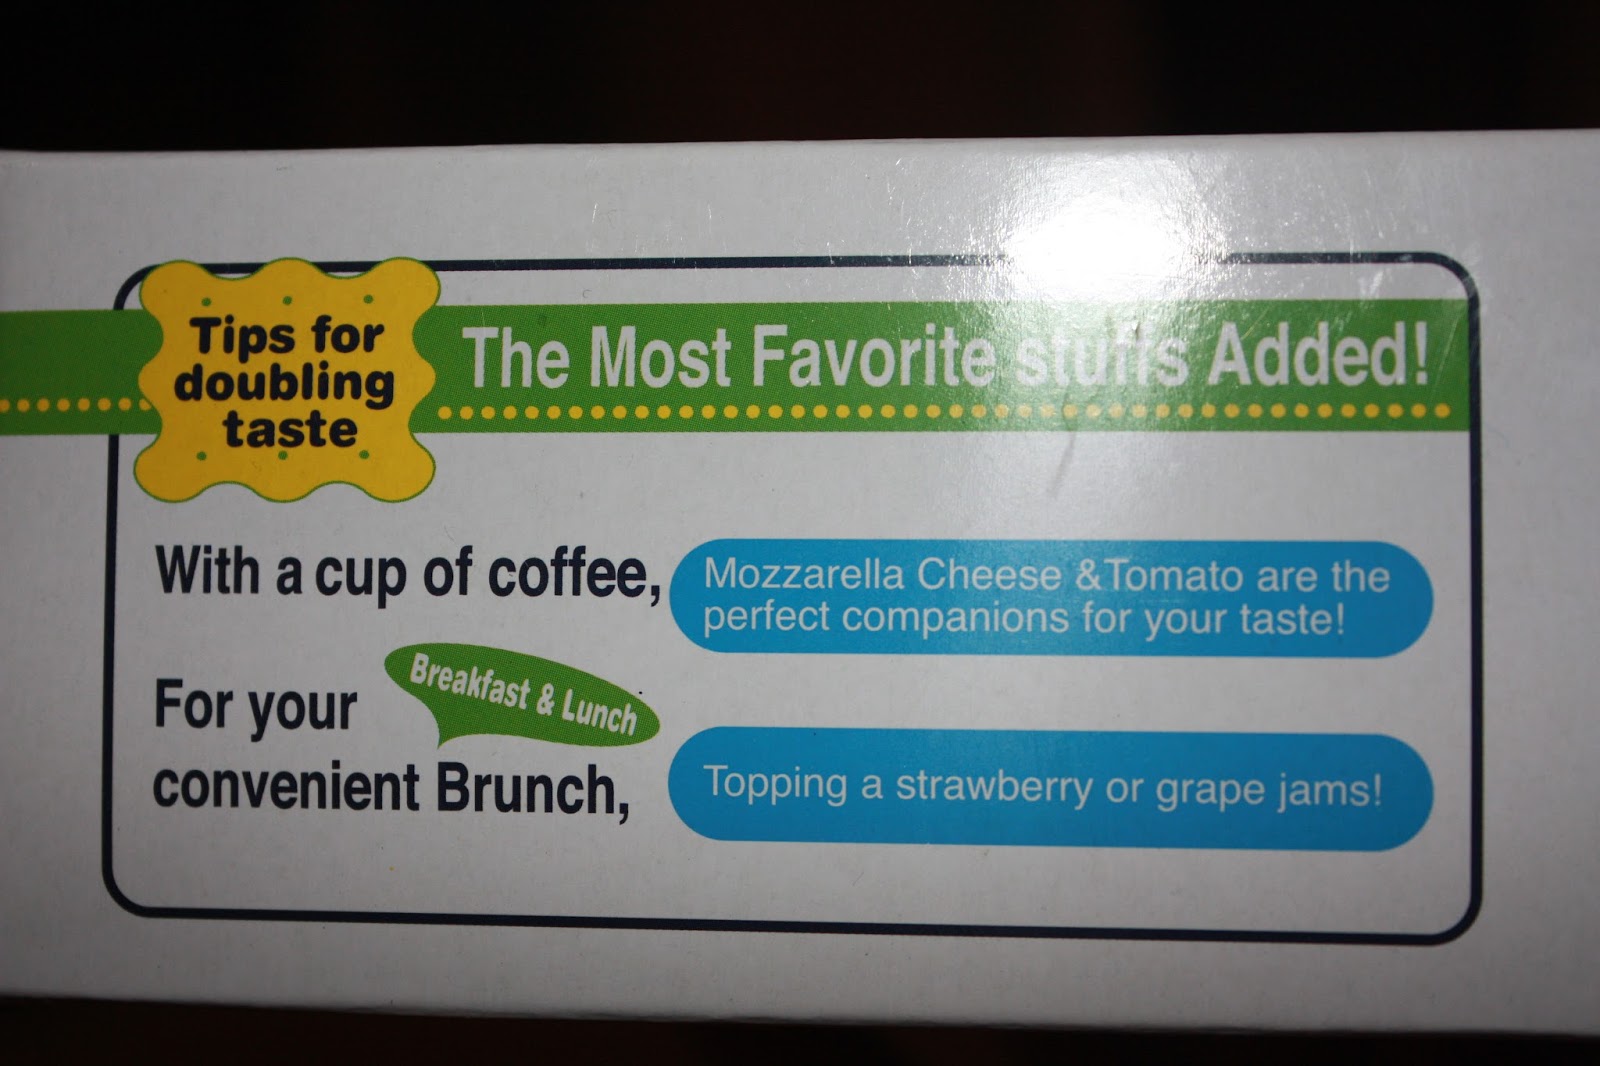 Tips for
doubling
taste
The Most Favorite stuffs Added!
With a cup of coffee,
Mozzarella Cheese &Tomato are the
perfect companions for your taste!
Breakfast & Lunch
For your
convenient Brunch,
Topping a strawberry or grape jams!